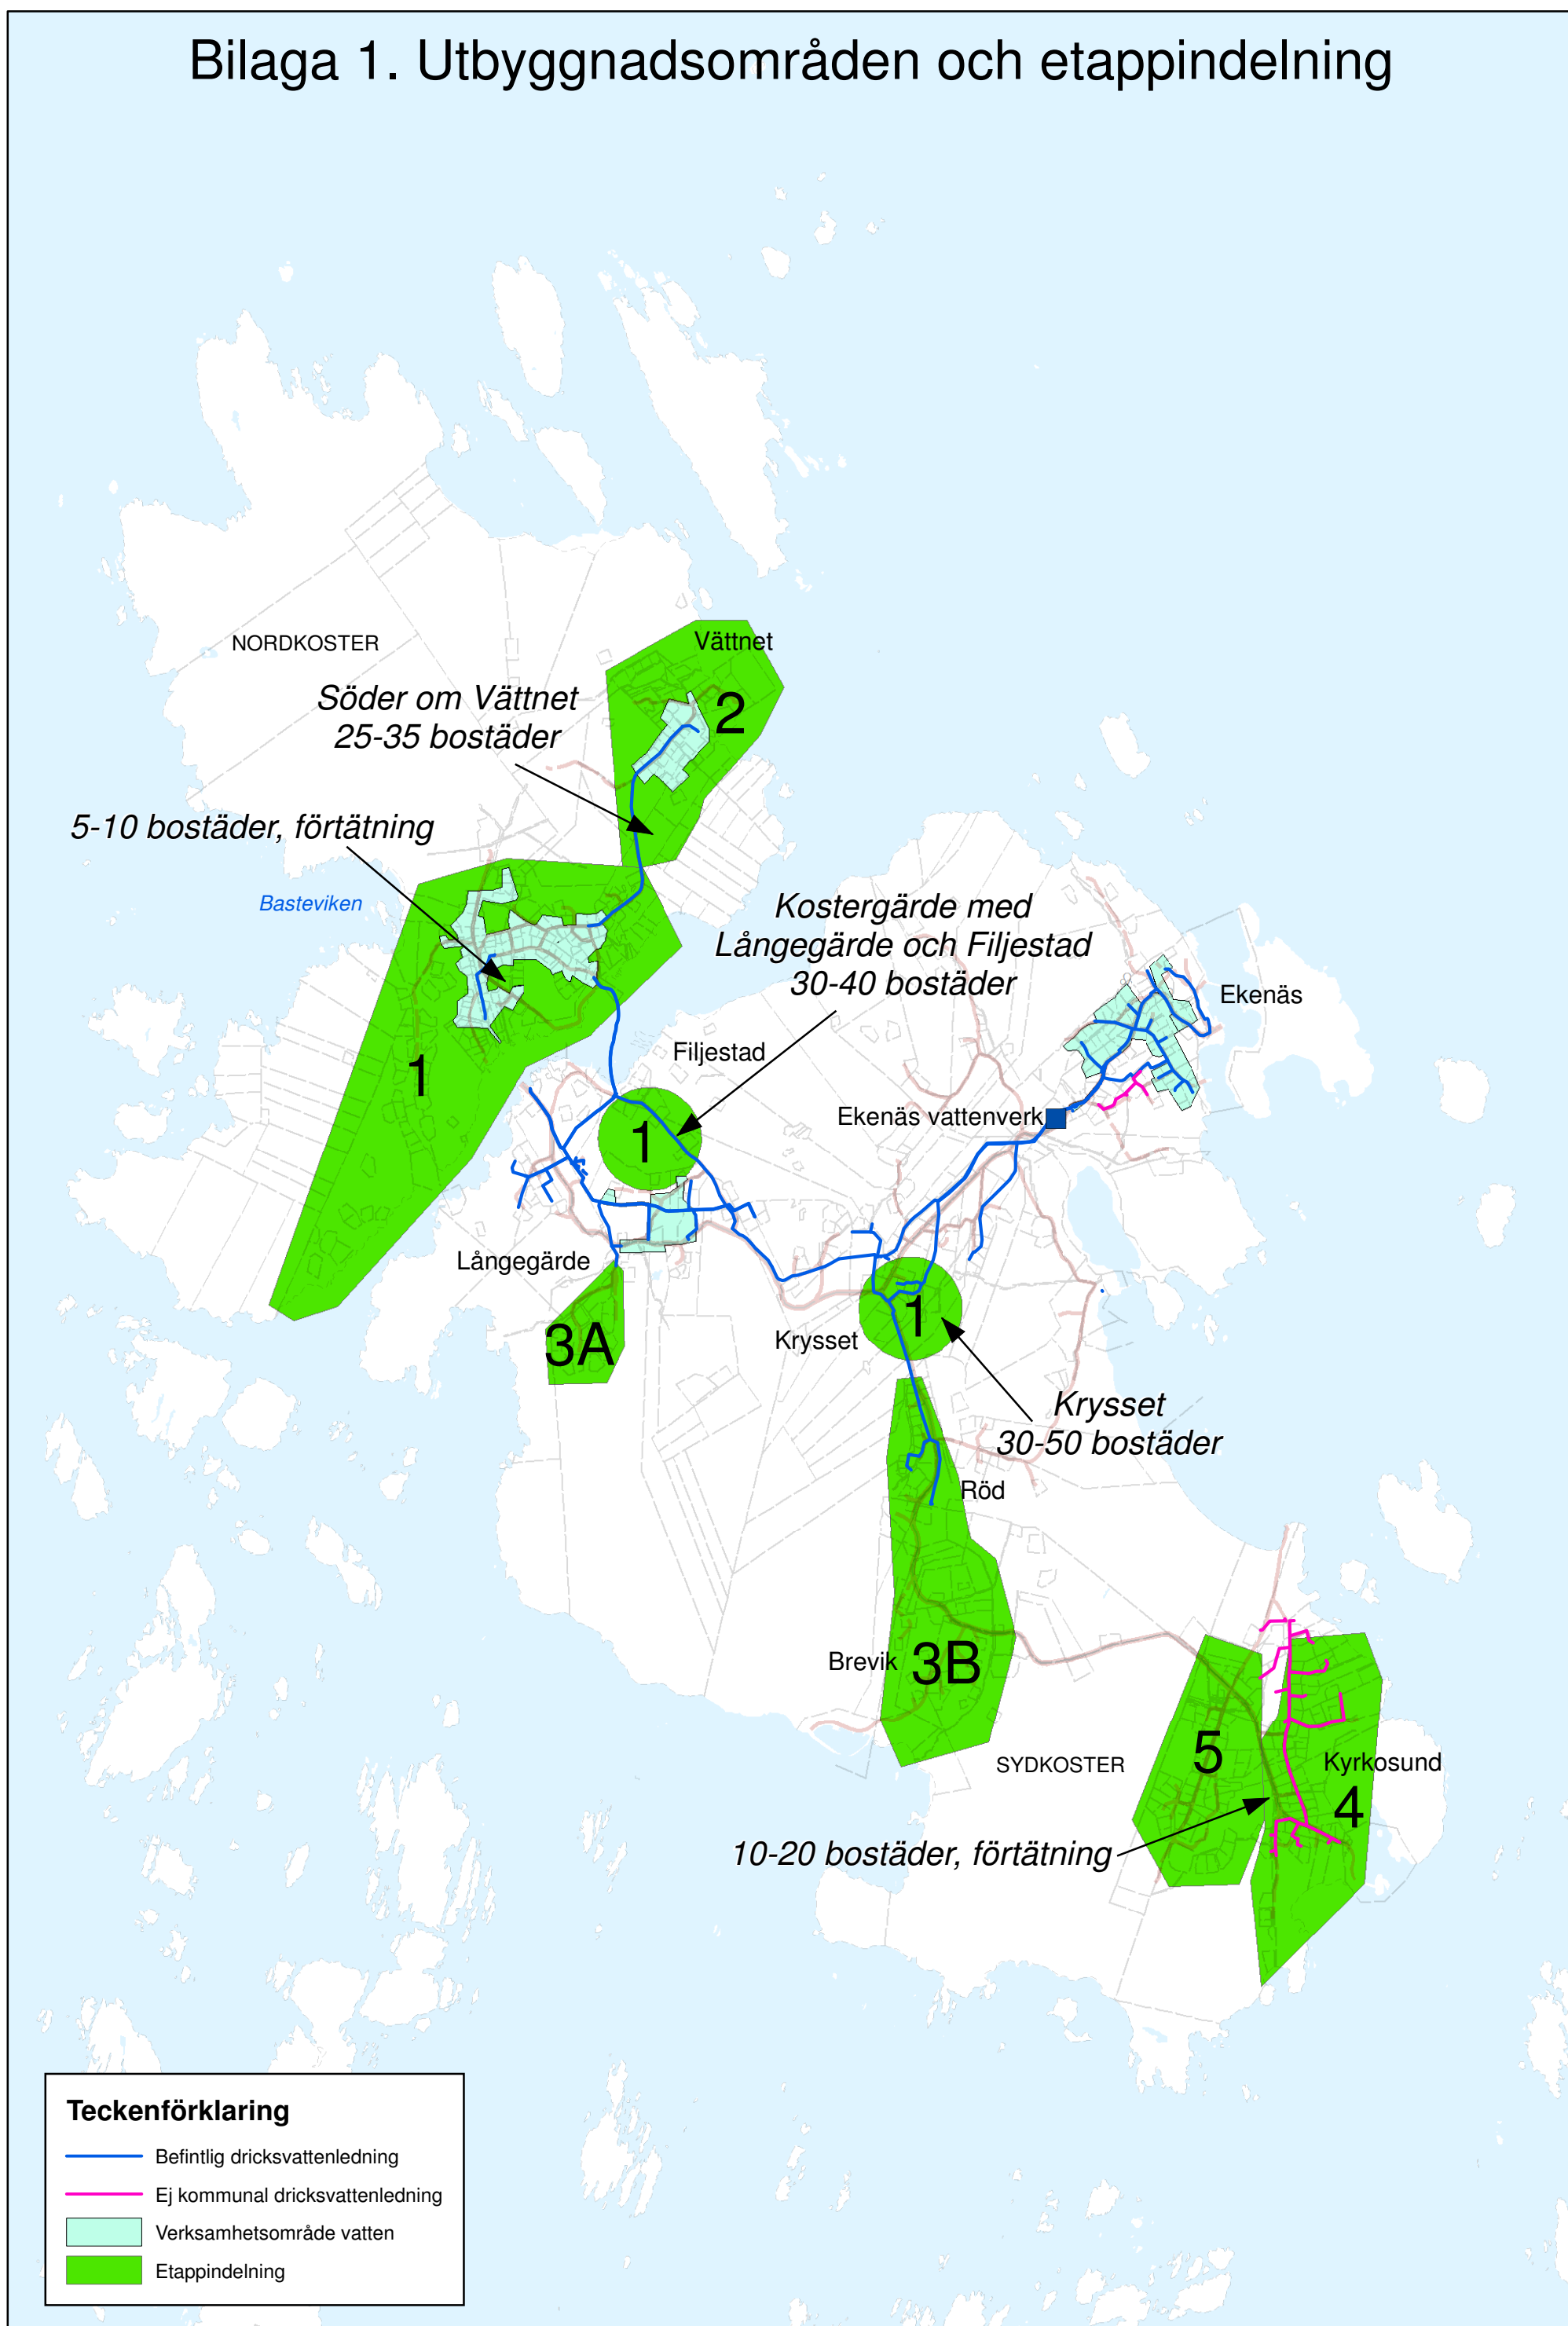 Bilaga 1. Utbyggnadsområden och etappindelning
NORDKOSTER
Vättnet
Söder om Vättnet
25-35 bostäder
2
5-10 bostäder, förtätning
Basteviken
Kostergärde med
Långegärde och Filjestad
30-40 bostäder
Ekenäs
Filjestad
1
Ekenäs vattenverk
1
Långegärde
1
3A
Krysset
Krysset
30-50 bostäder
Röd
Brevik
3B
SYDKOSTER
5
Kyrkosund
4
10-20 bostäder, förtätning
Teckenförklaring
Befintlig dricksvattenledning
Ej kommunal dricksvattenledning
Verksamhetsområde vatten
Etappindelning